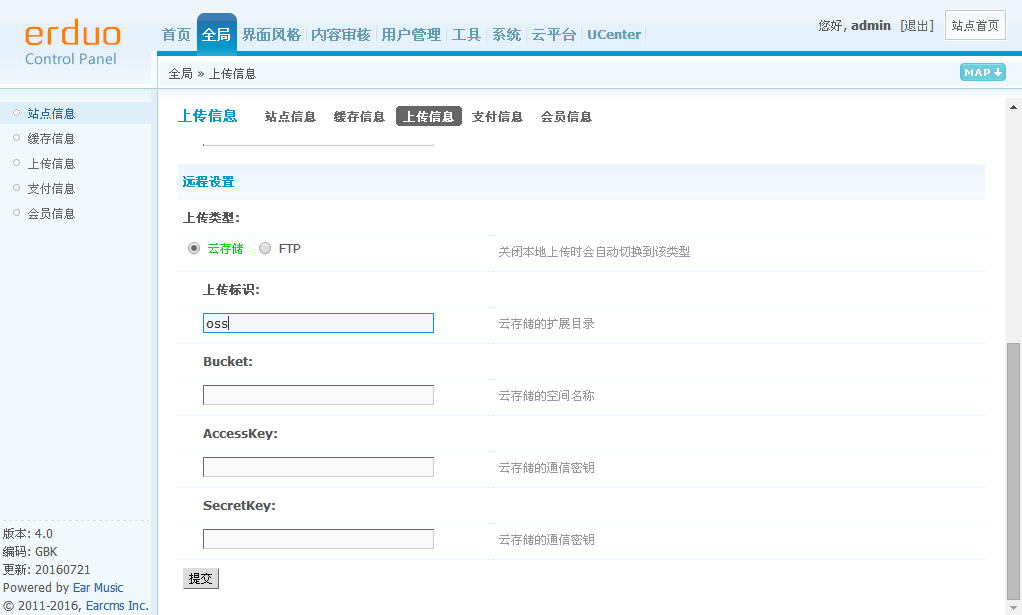 erduo
Control Panel
首页 全局 界面风格 内容审核 用户管理 工具 系统 云平台 UCenter
您好, admin [退出] 站点首页
全局 » 上传信息
MAP
站点信息
缓存信息
上传信息
支付信息
会员信息
上传信息 站点信息 缓存信息 上传信息 支付信息 会员信息
远程设置
上传类型:
云存储 FTP 关闭本地上传时会自动切换到该类型
上传标识:
oss 云存储的扩展目录
Bucket:
云存储的空间名称
AccessKey:
云存储的通信密钥
SecretKey:
云存储的通信密钥
提交
版本: 4.0
编码: GBK
更新: 20160721
Powered by Ear Music
© 2011-2016, Earcms Inc.